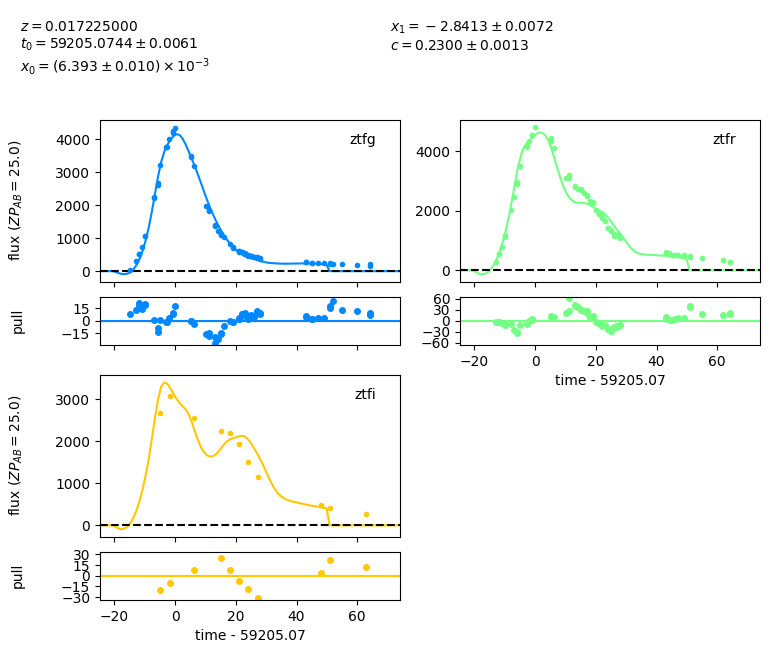 z = 0.017225000
t₀ = 59205.0744 ± 0.0061
x₀ = (6.393 ± 0.010) × 10⁻³
x₁ = −2.8413 ± 0.0072
c = 0.2300 ± 0.0013
flux (ZP_AB = 25.0)
4000
3000
2000
1000
0
ztfg
4000
2000
0
ztfr
pull
15
0
−15
60
30
0
−30
−60
−20
0
20
40
60
time - 59205.07
flux (ZP_AB = 25.0)
3000
2000
1000
0
ztfi
pull
30
15
0
−15
−30
−20
0
20
40
60
time - 59205.07